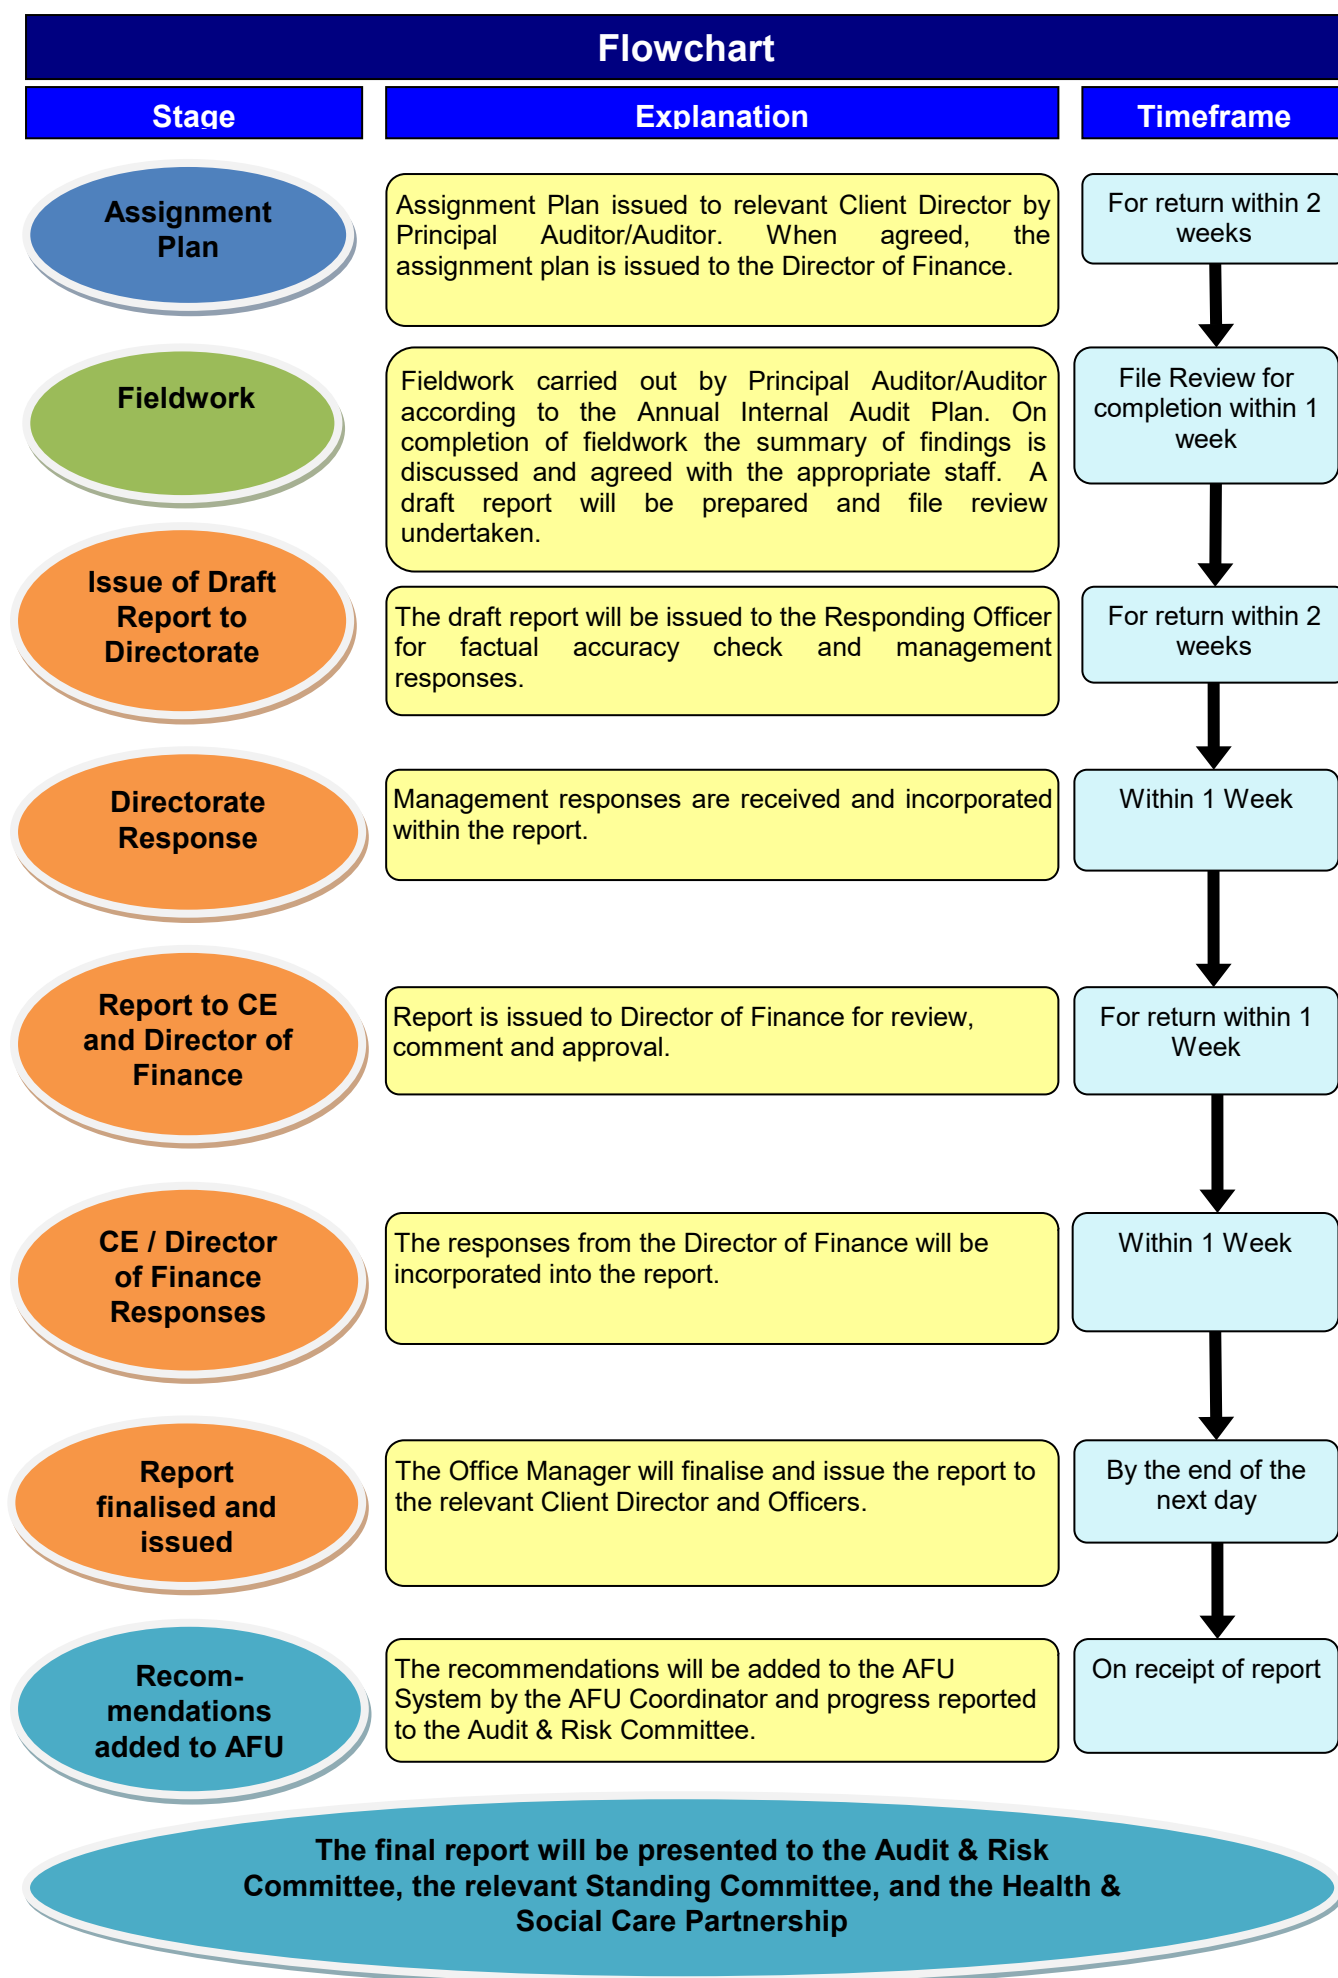 Flowchart
Stage
Explanation
Timeframe
Assignment
Plan
Assignment Plan issued to relevant Client Director by
Principal Auditor/Auditor. When agreed, the
assignment plan is issued to the Director of Finance.
For return within 2
weeks
Fieldwork
Fieldwork carried out by Principal Auditor/Auditor
according to the Annual Internal Audit Plan. On
completion of fieldwork the summary of findings is
discussed and agreed with the appropriate staff. A
draft report will be prepared and file review
undertaken.
File Review for
completion within 1
week
Issue of Draft
Report to
Directorate
The draft report will be issued to the Responding Officer
for factual accuracy check and management
responses.
For return within 2
weeks
Directorate
Response
Management responses are received and incorporated
within the report.
Within 1 Week
Report to CE
and Director of
Finance
Report is issued to Director of Finance for review,
comment and approval.
For return within 1
Week
CE / Director
of Finance
Responses
The responses from the Director of Finance will be
incorporated into the report.
Within 1 Week
Report
finalised and
issued
The Office Manager will finalise and issue the report to
the relevant Client Director and Officers.
By the end of the
next day
Recom-
mendations
added to AFU
The recommendations will be added to the AFU
System by the AFU Coordinator and progress reported
to the Audit & Risk Committee.
On receipt of report
The final report will be presented to the Audit & Risk
Committee, the relevant Standing Committee, and the Health &
Social Care Partnership